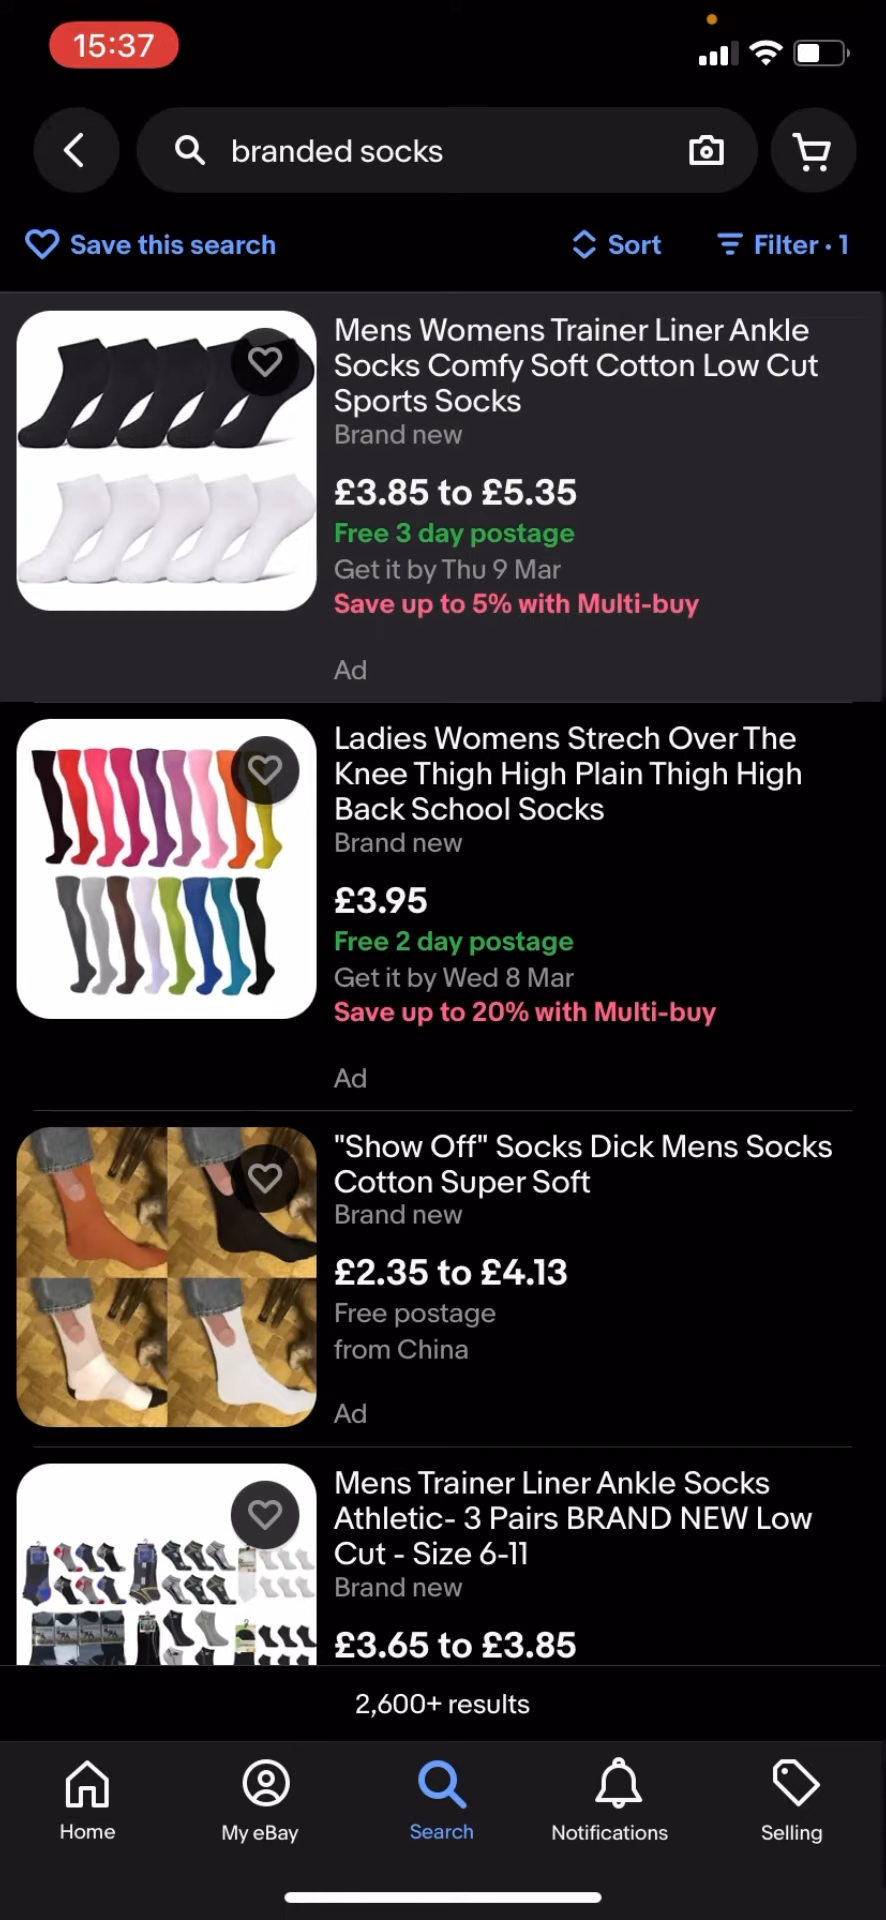 15:37
branded socks
Save this search
Sort
Filter • 1
Mens Womens Trainer Liner Ankle
Socks Comfy Soft Cotton Low Cut
Sports Socks
Brand new
£3.85 to £5.35
Free 3 day postage
Get it by Thu 9 Mar
Save up to 5% with Multi-buy
Ad
Ladies Womens Strech Over The
Knee Thigh High Plain Thigh High
Back School Socks
Brand new
£3.95
Free 2 day postage
Get it by Wed 8 Mar
Save up to 20% with Multi-buy
Ad
"Show Off" Socks Dick Mens Socks
Cotton Super Soft
Brand new
£2.35 to £4.13
Free postage
from China
Ad
Mens Trainer Liner Ankle Socks
Athletic- 3 Pairs BRAND NEW Low
Cut - Size 6-11
Brand new
£3.65 to £3.85
2,600+ results
Home
My eBay
Search
Notifications
Selling